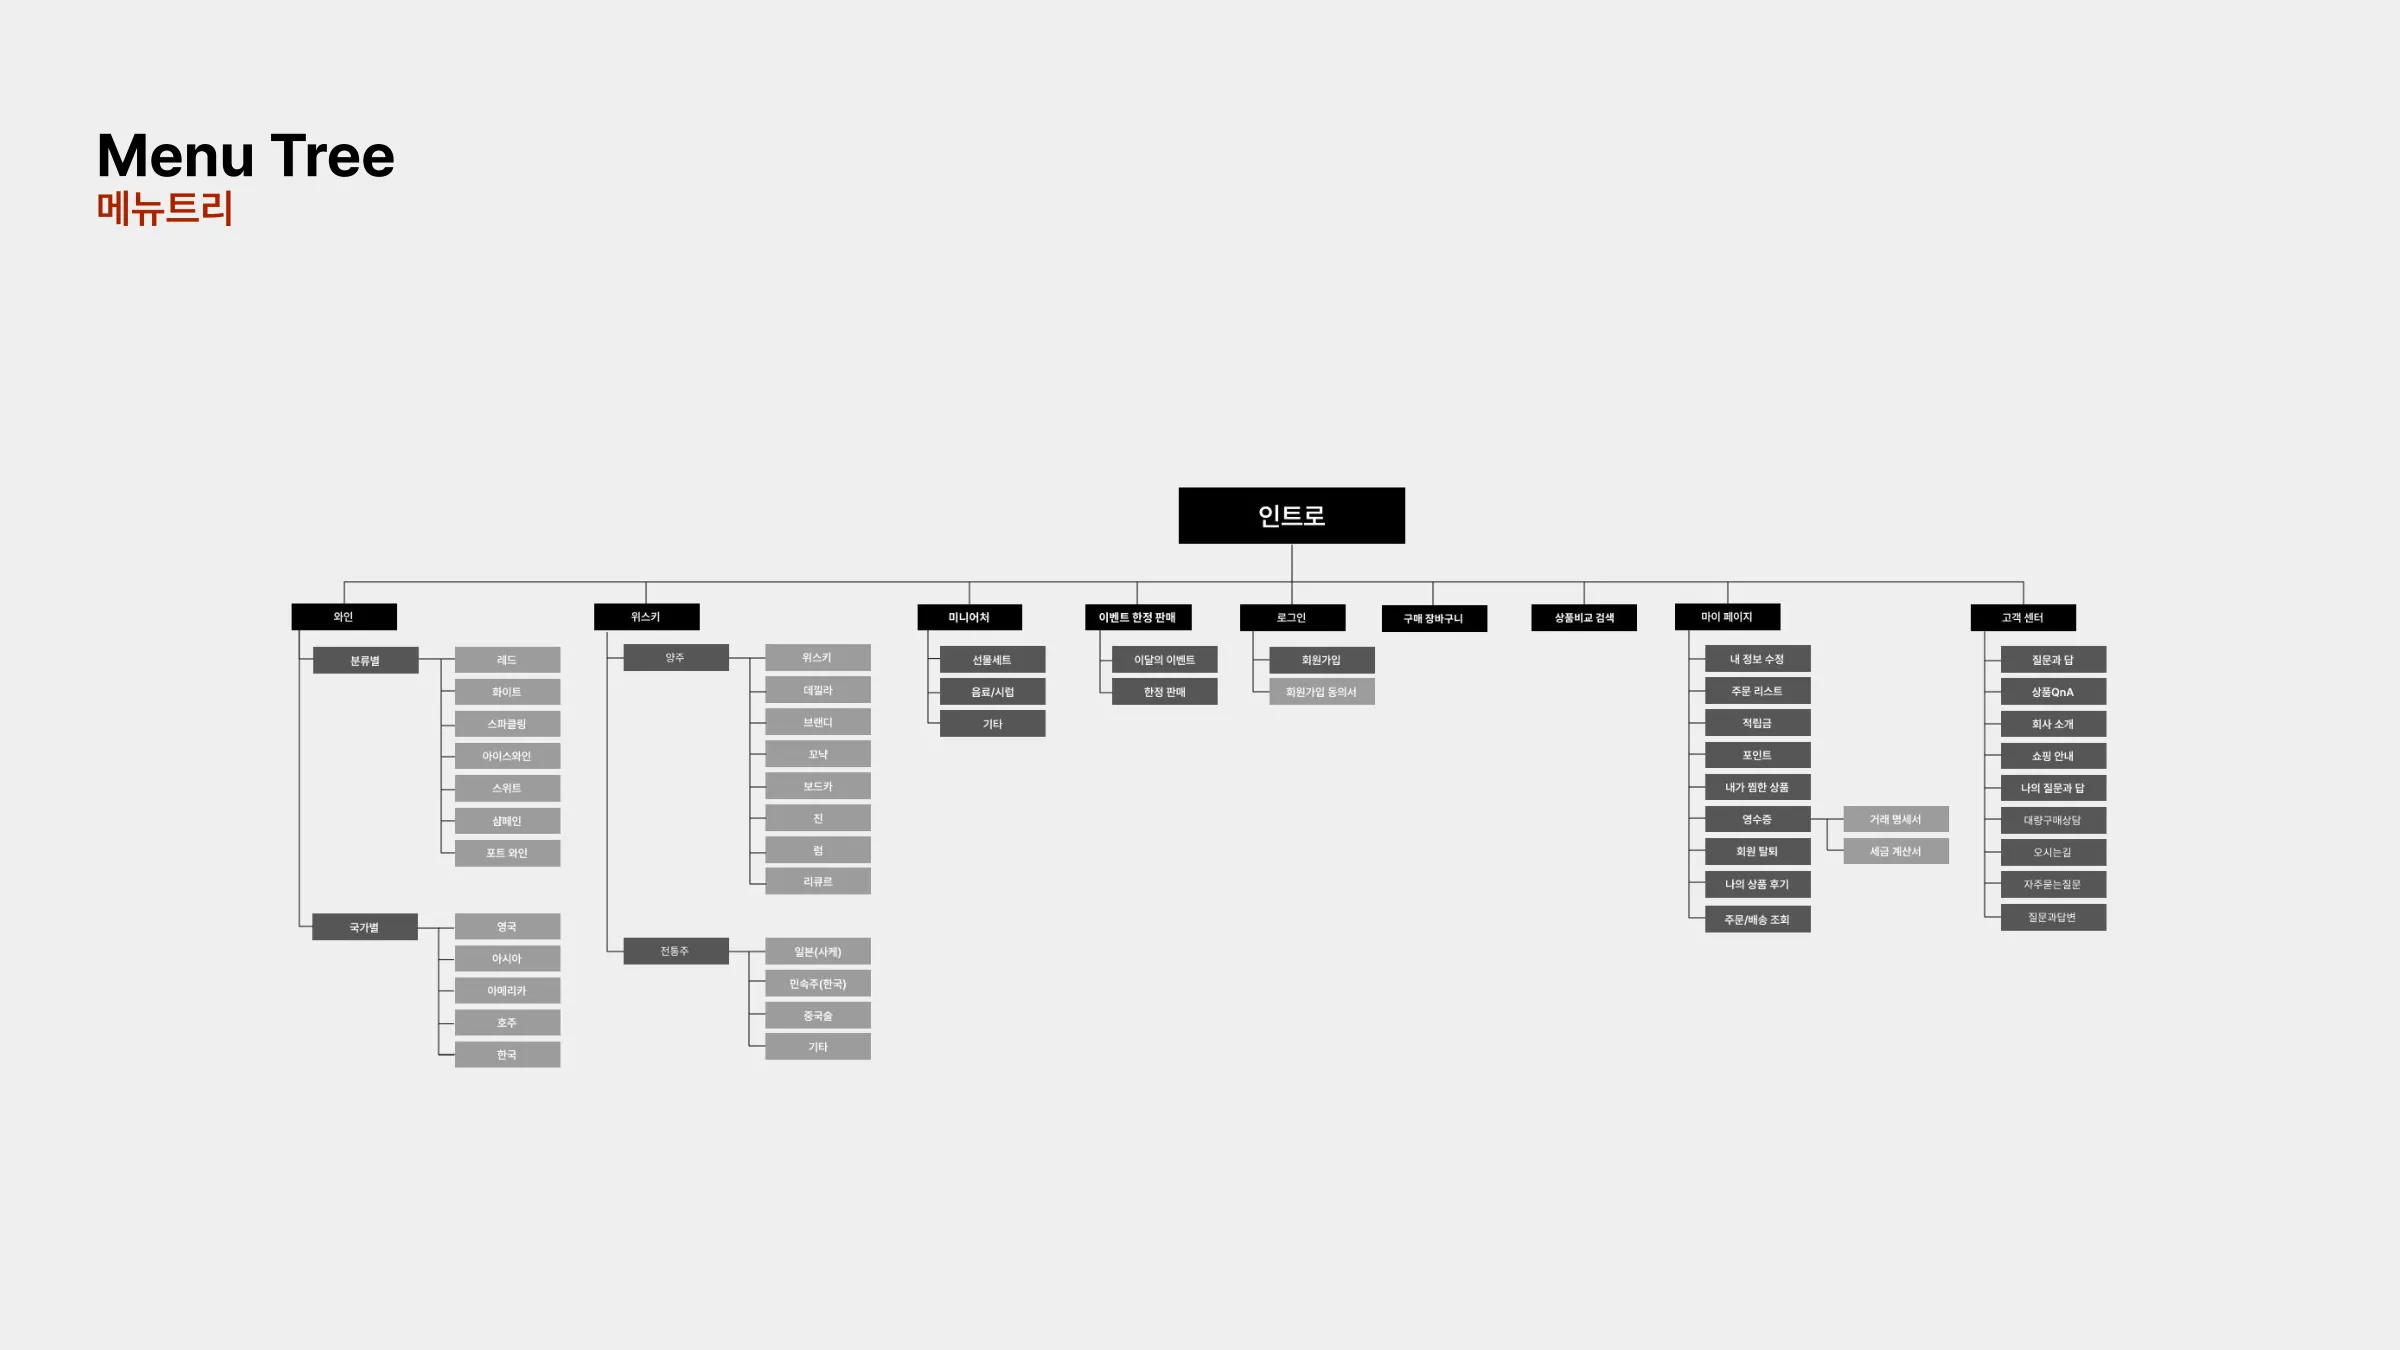 Menu Tree
메뉴트리
인트로
와인
분류별
레드
화이트
스파클링
아이스와인
스위트
샴페인
포트 와인
국가별
영국
아시아
아메리카
호주
한국
위스키
양주
위스키
데낄라
브랜디
꼬냑
보드카
진
럼
리큐르
전통주
일본(사케)
민속주(한국)
중국술
기타
미니어처
선물세트
음료/시럽
기타
이벤트 한정 판매
이달의 이벤트
한정 판매
로그인
회원가입
회원가입 동의서
구매 장바구니
상품비교 검색
마이 페이지
내 정보 수정
주문 리스트
적립금
포인트
내가 찜한 상품
영수증
거래 명세서
세금 계산서
회원 탈퇴
나의 상품 후기
주문/배송 조회
고객 센터
질문과 답
상품QnA
회사 소개
쇼핑 안내
나의 질문과 답
대량구매상담
오시는길
자주묻는질문
질문과답변